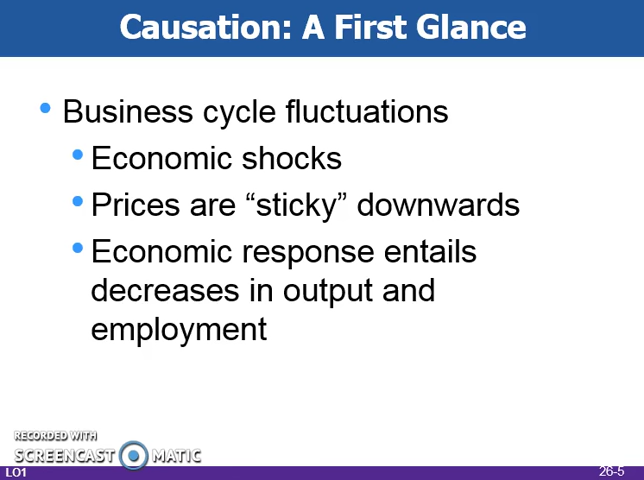 Causation: A First Glance
• Business cycle fluctuations
• Economic shocks
• Prices are “sticky” downwards
• Economic response entails
decreases in output and
employment
RECORDED WITH
SCREENCAST MATIC
LO1
26-5